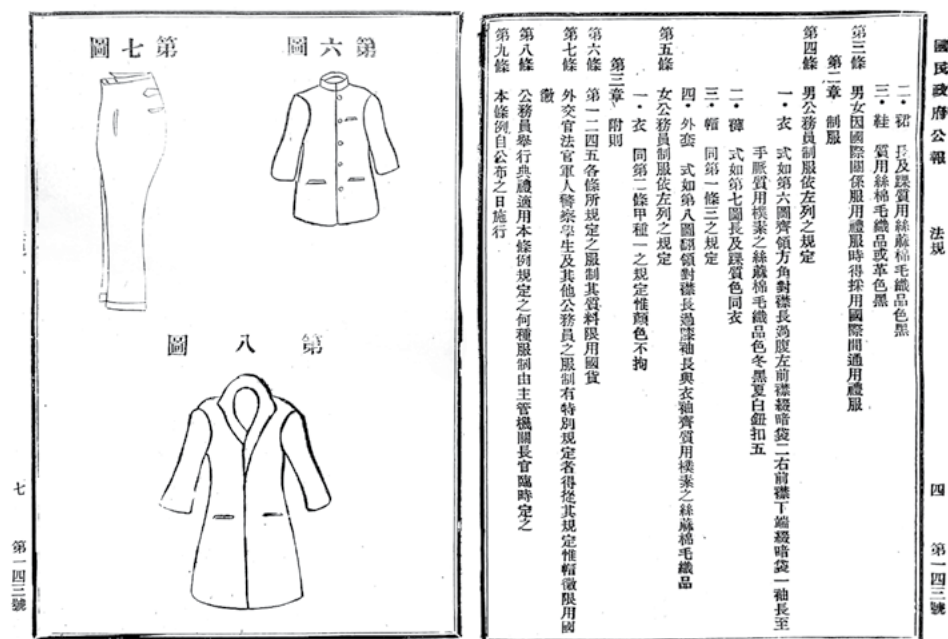 國民政府公報　法規　四　第一四三號
二・裙　長及踝質用絲蔴棉毛織品色黑
三・鞋　質用絲棉毛織品或革色黑
第三條　男女因國際關係服用禮服時得採用國際間通用禮服
第二章　制服
第四條　男公務員制服依左列之規定
一・衣　式如第六圖齊領方角對襟長過腹左前襟綴暗袋二右前襟下端綴暗袋一袖長至
手脈質用樸素之絲蔴棉毛織品色冬黑夏白鈕扣五
二・褲　式如第七圖長及踝質色同衣
三・帽　同第一條三之規定
四・外套　式如第八圖翻領對襟長過膝袖長與衣袖齊質用樸素之絲蔴棉毛織品
第五條　女公務員制服依左列之規定
一・衣　同第二條甲種一之規定惟顏色不拘
第三章　附則
第六條　第一二四五各條所規定之服制其質料限用國貨
第七條　外交官法官軍人警察學生及其他公務員之服制有特別規定者得從其規定惟帽徽限用國
徽
第八條　公務員舉行典禮適用本條例規定之何種服制由主管機關長官臨時定之
第九條　本條例自公布之日施行
第六圖
第七圖
第八圖
七　第一四三號